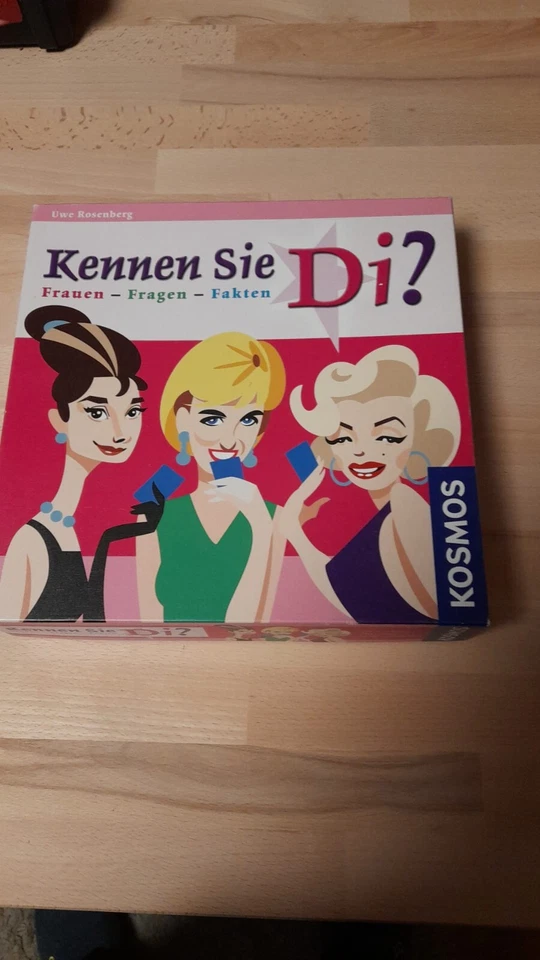 Uwe Rosenberg
Kennen Sie Di?
Frauen – Fragen – Fakten
KOSMOS
Kennen Sie Di?